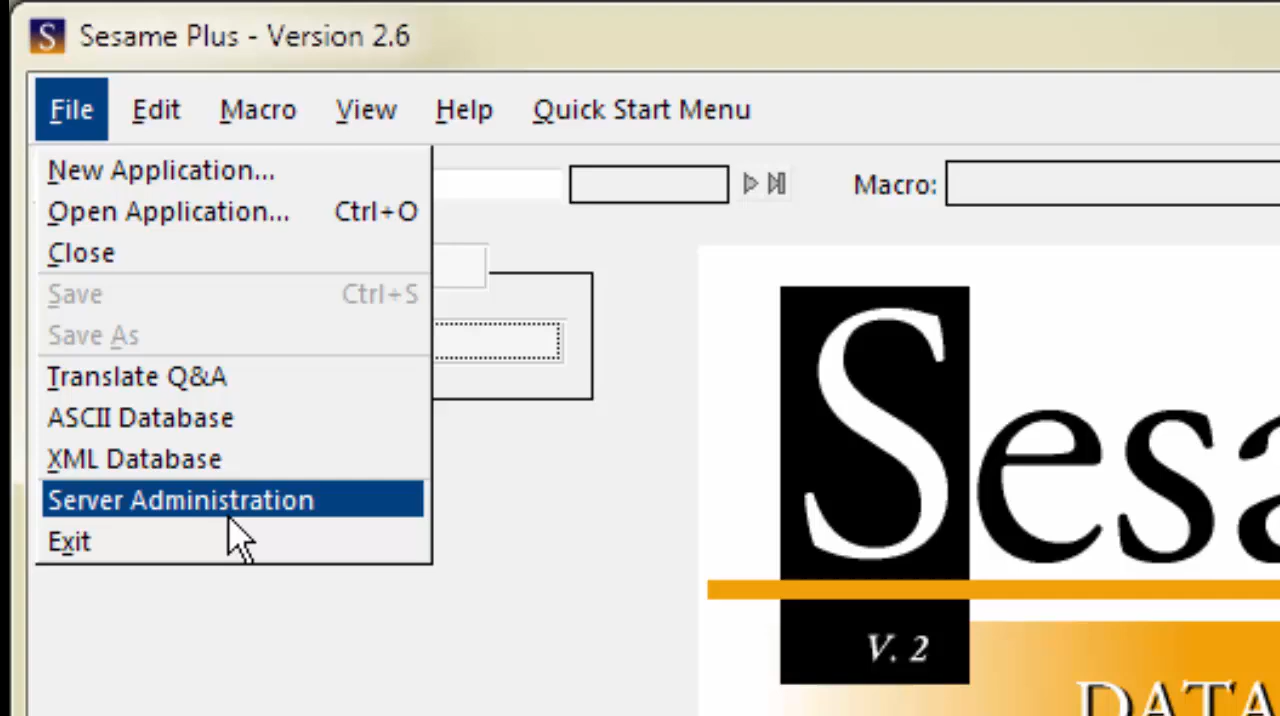 S Sesame Plus - Version 2.6
File Edit Macro View Help Quick Start Menu
New Application...
Open Application... Ctrl+O
Close
Save Ctrl+S
Save As
Translate Q&A
ASCII Database
XML Database
Server Administration
Exit
Macro:
Sesa
V. 2
DATA